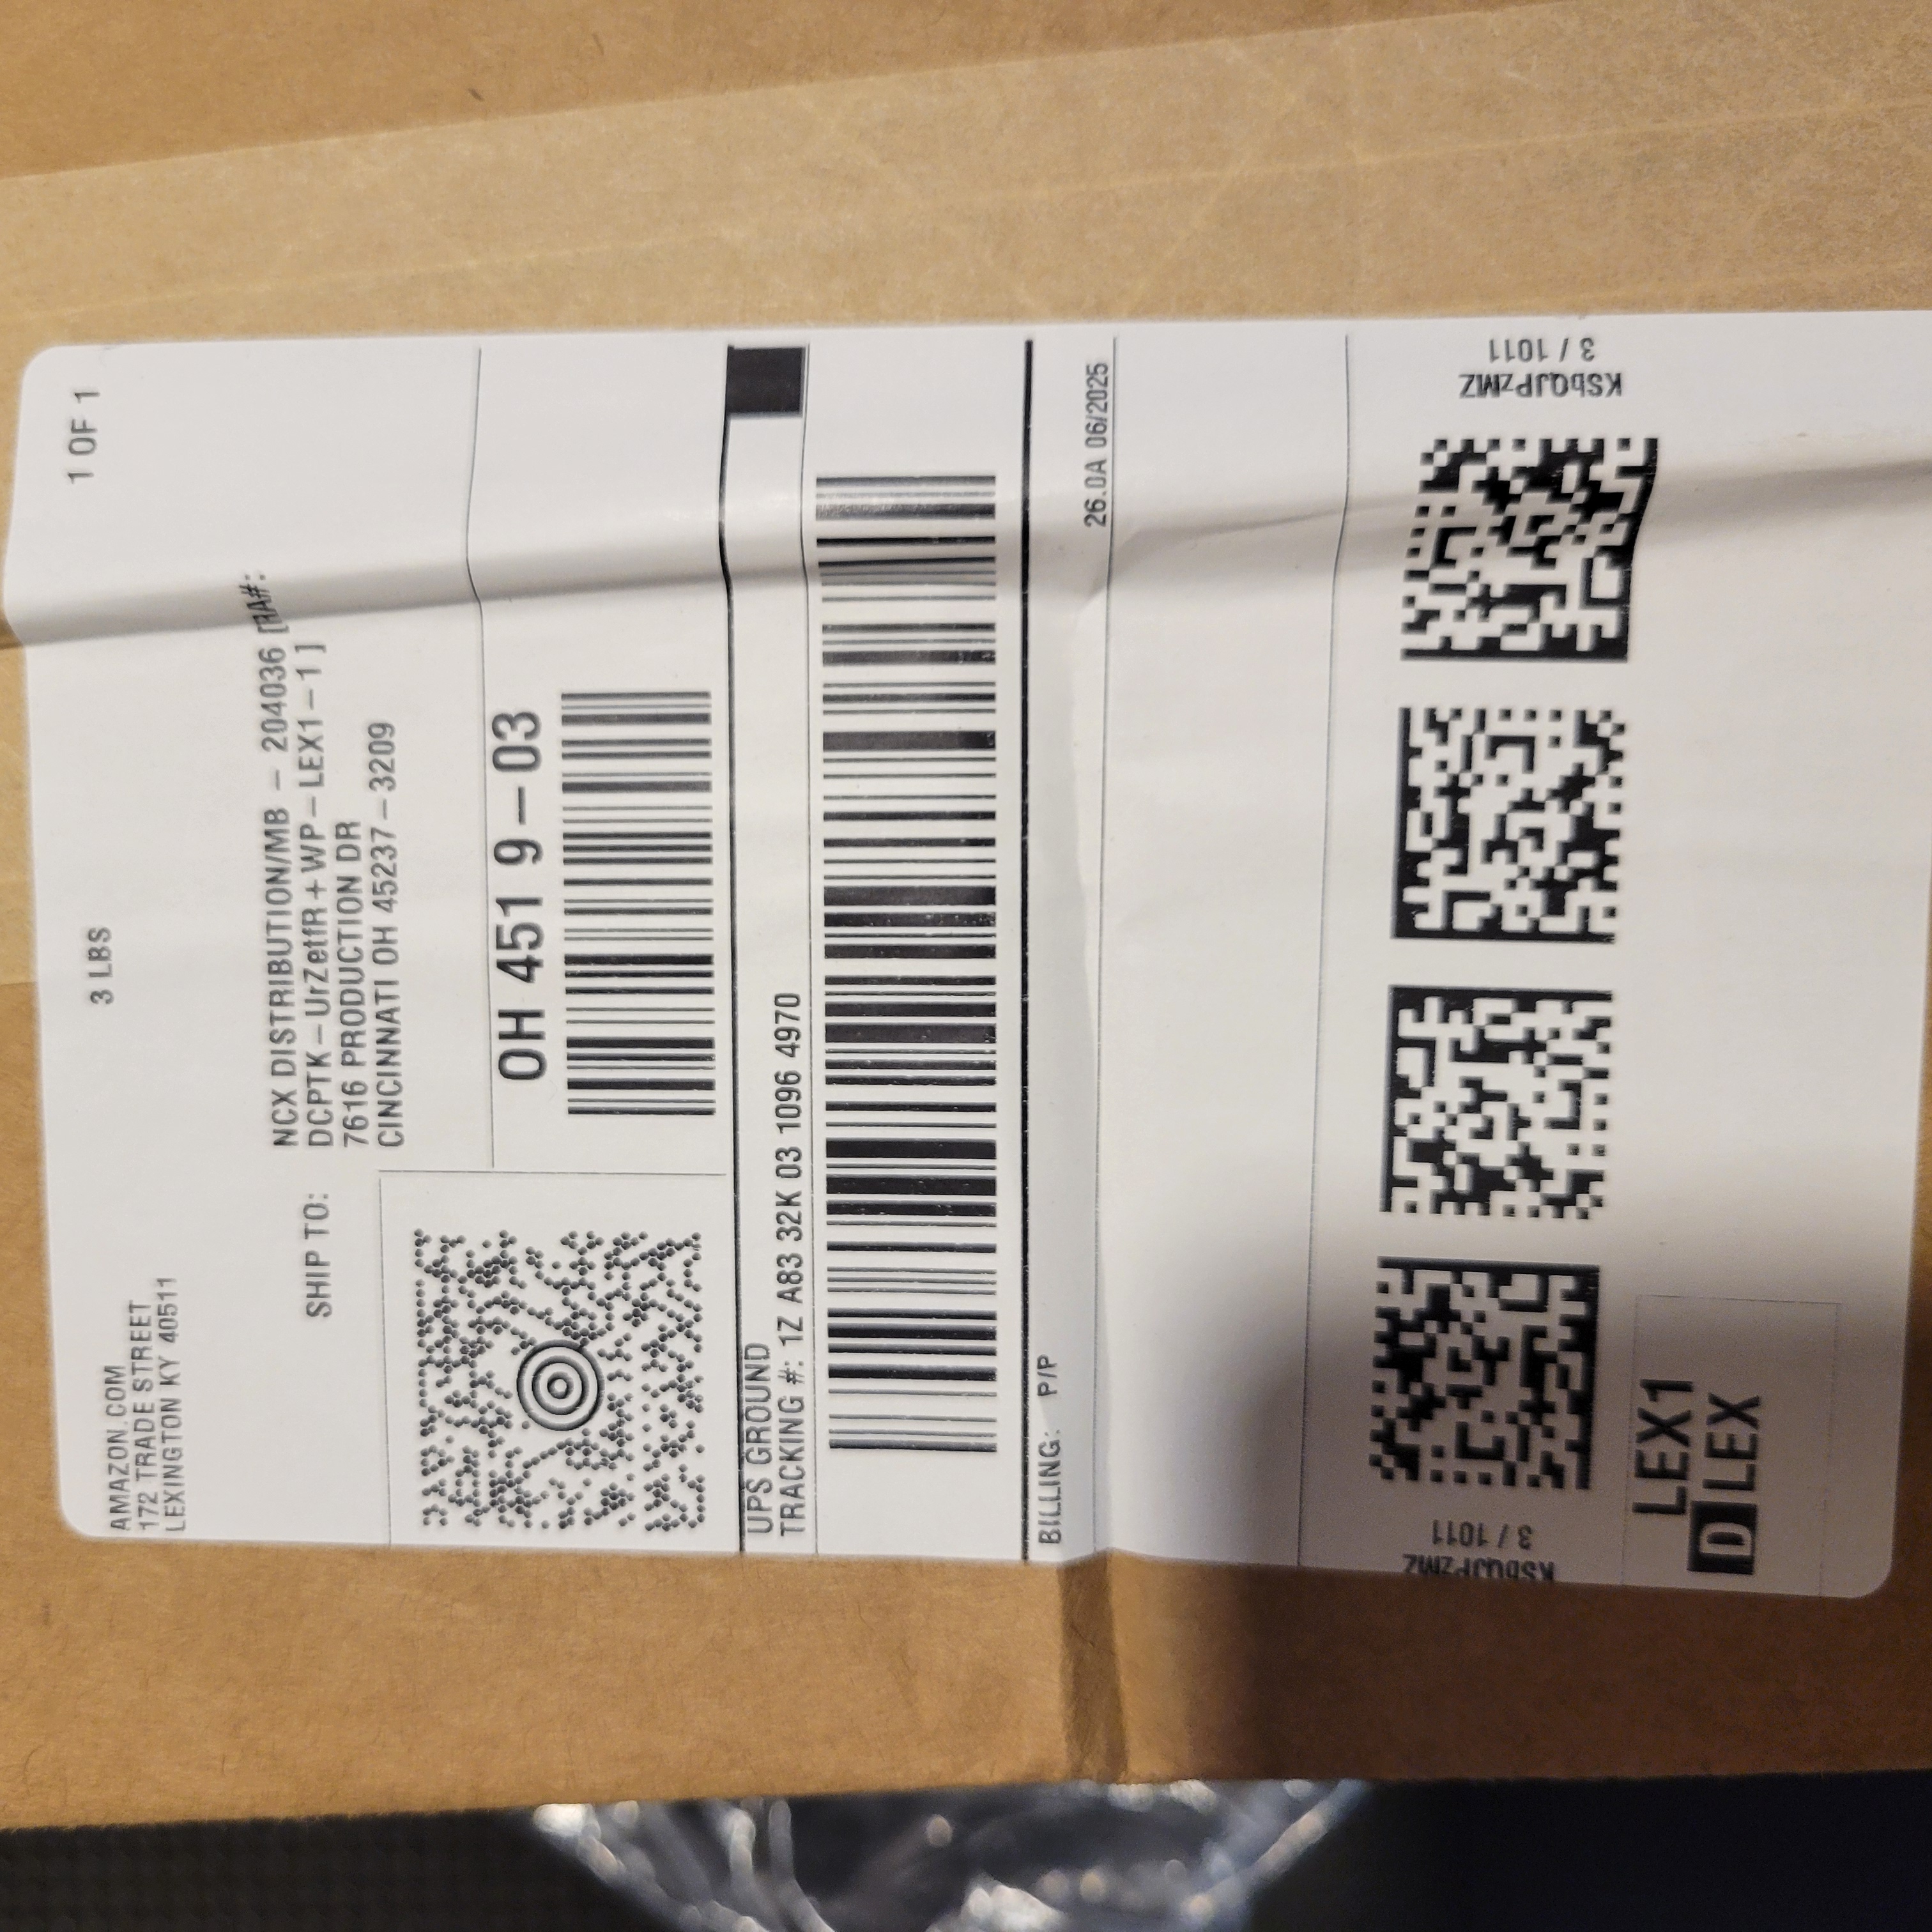 AMAZON.COM
172 TRADE STREET
LEXINGTON KY 40511
3 LBS
1 OF 1
SHIP TO:
NCX DISTRIBUTION/MB – 204036 [RA#:
DCPTK–UrZetfR+WP–LEX1–1]
7616 PRODUCTION DR
CINCINNATI OH 45237–3209
OH 451 9–03
UPS GROUND
TRACKING #: 1Z A83 32K 03 1096 4970
BILLING: P/P
26.0A 06/2025
KSbQJPzMZ
3 / 1011
KSbQJPzMZ
3 / 1011
LEX1
D LEX